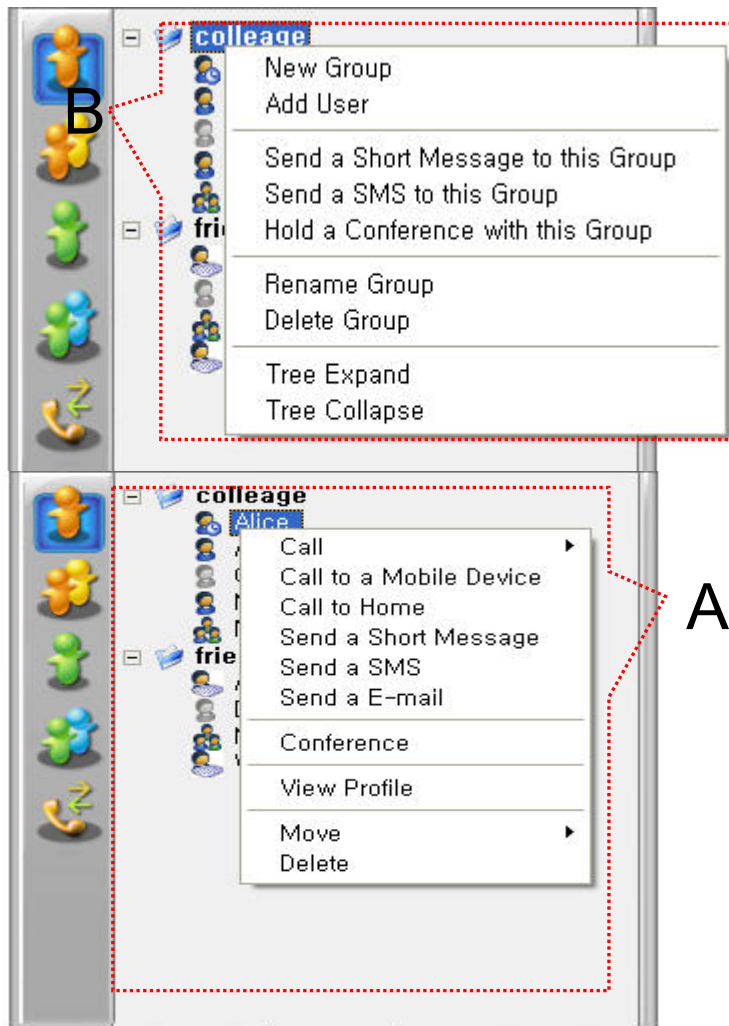 colleage
New Group
Add User
B
Send a Short Message to this Group
Send a SMS to this Group
Hold a Conference with this Group
Rename Group
Delete Group
Tree Expand
Tree Collapse
colleage
Alice
Call
Call to a Mobile Device
Call to Home
Send a Short Message
Send a SMS
Send a E-mail
A
Conference
View Profile
Move
Delete